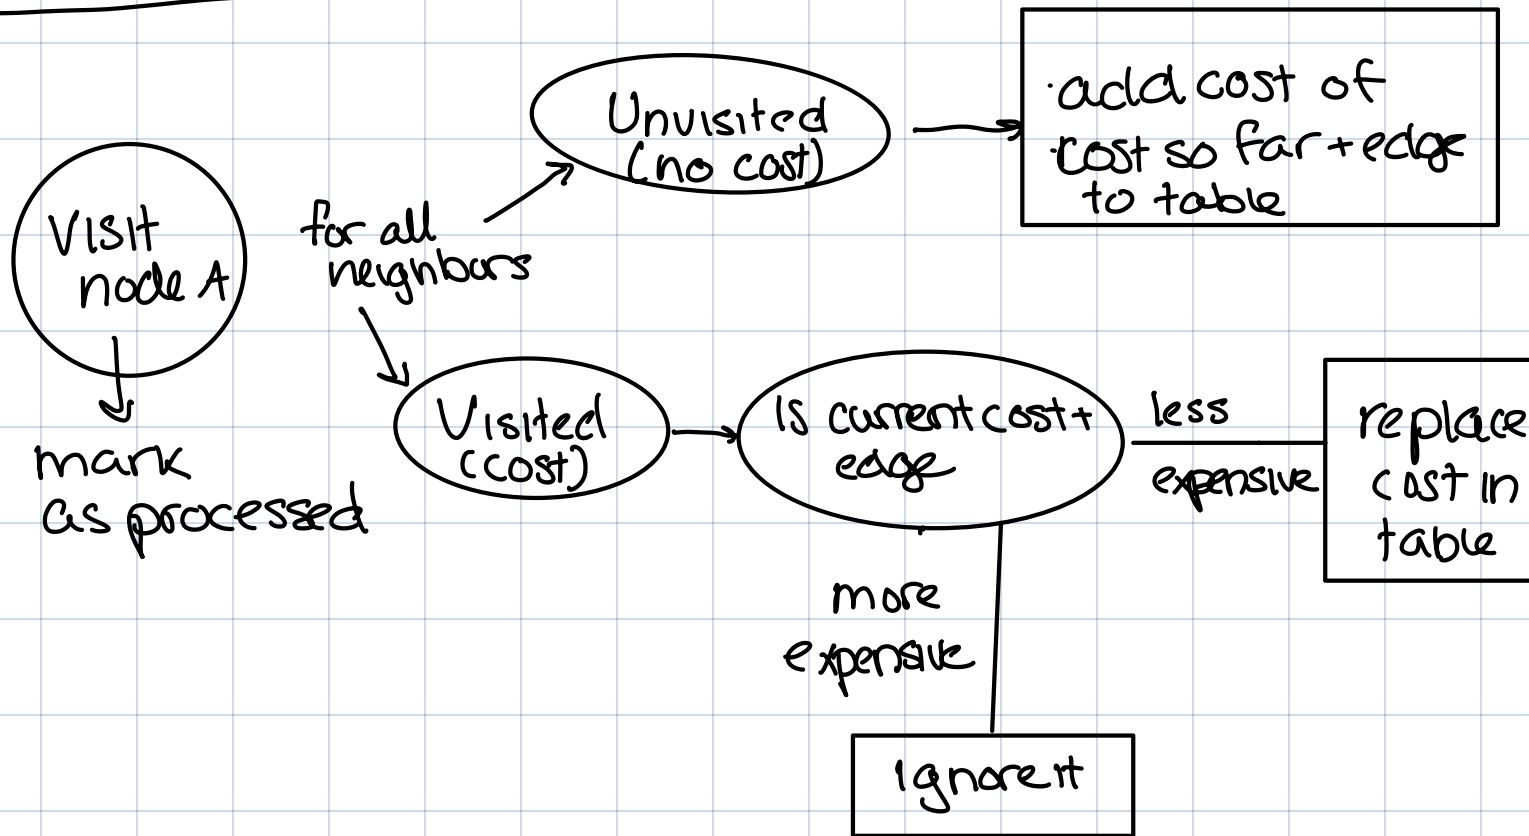 Visit
node A
mark
as processed
for all
neighbors
Unvisited
(no cost)
·add cost of
·cost so far + edge
to table
Visited
(cost)
Is current cost +
edge
less
expensive
replace
cost in
table
more
expensive
Ignore it